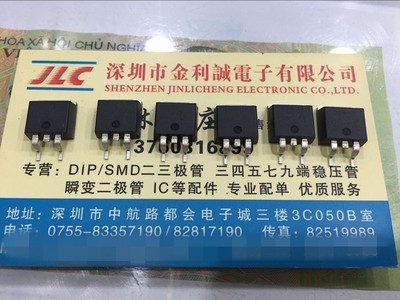 HÒA XÃ HỘI CHỦ NGHĨA
JLC
深圳市金利誠電子有限公司
SHENZHEN JINLICHENG ELECTRONIC CO.,LTD.
专营：DIP/SMD二三极管 三四五七九端稳压管
瞬变二极管 IC等配件 专业配单 优质服务
地址：深圳市中航路都会电子城三楼3C050B室
电话：0755-83357190/82817190 传真：82519989